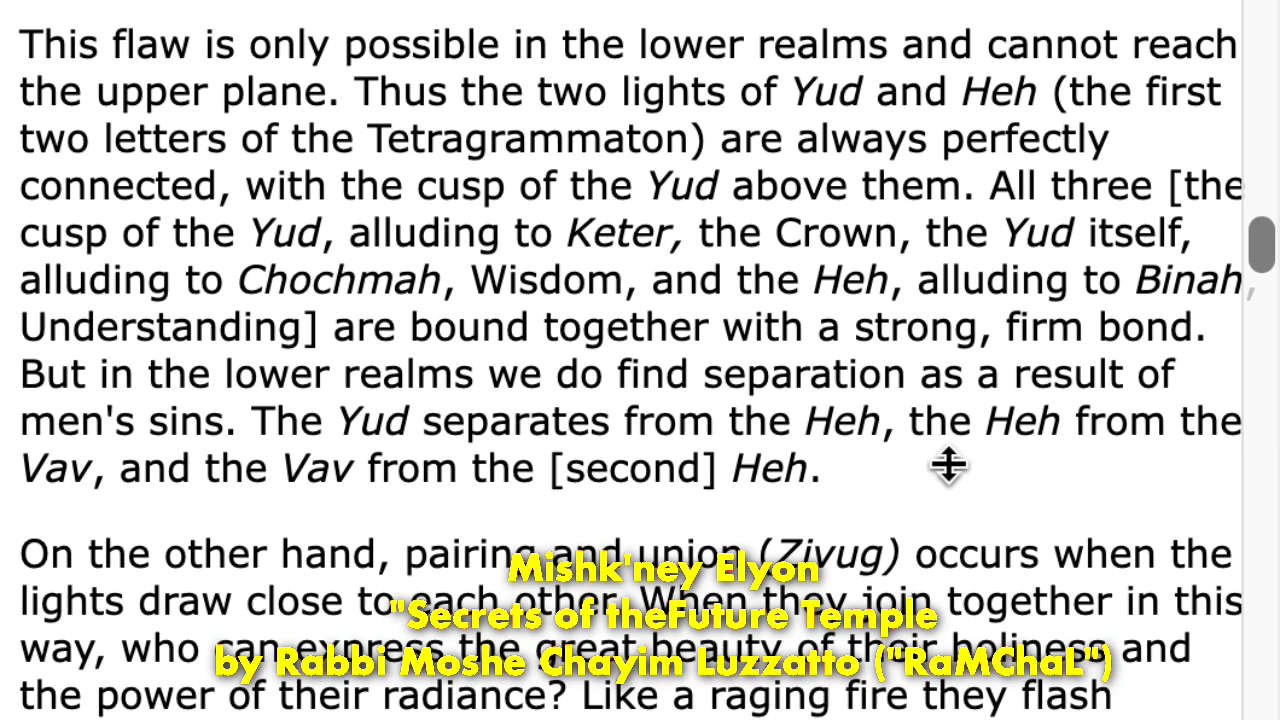 This flaw is only possible in the lower realms and cannot reach
the upper plane. Thus the two lights of Yud and Heh (the first
two letters of the Tetragrammaton) are always perfectly
connected, with the cusp of the Yud above them. All three [the
cusp of the Yud, alluding to Keter, the Crown, the Yud itself,
alluding to Chochmah, Wisdom, and the Heh, alluding to Binah,
Understanding] are bound together with a strong, firm bond.
But in the lower realms we do find separation as a result of
men's sins. The Yud separates from the Heh, the Heh from the
Vav, and the Vav from the [second] Heh.
On the other hand, pairing and union (Zivug) occurs when the
lights draw close to each other. When they join together in this
way, who can express the great beauty of their holiness and
the power of their radiance? Like a raging fire they flash
Mishk'ney Elyon
"Secrets of theFuture Temple
by Rabbi Moshe Chayim Luzzatto ("RaMChaL")